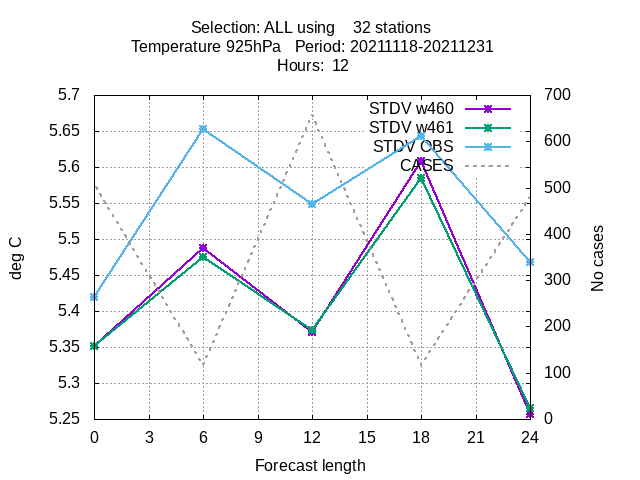 Selection: ALL using    32 stations
Temperature 925hPa   Period: 20211118-20211231
Hours:  12
5.7
5.65
5.6
5.55
5.5
5.45
5.4
5.35
5.3
5.25
deg C
700
600
500
400
300
200
100
0
No cases
STDV w460
STDV w461
STDV OBS
CASES
0 3 6 9 12 15 18 21 24
Forecast length